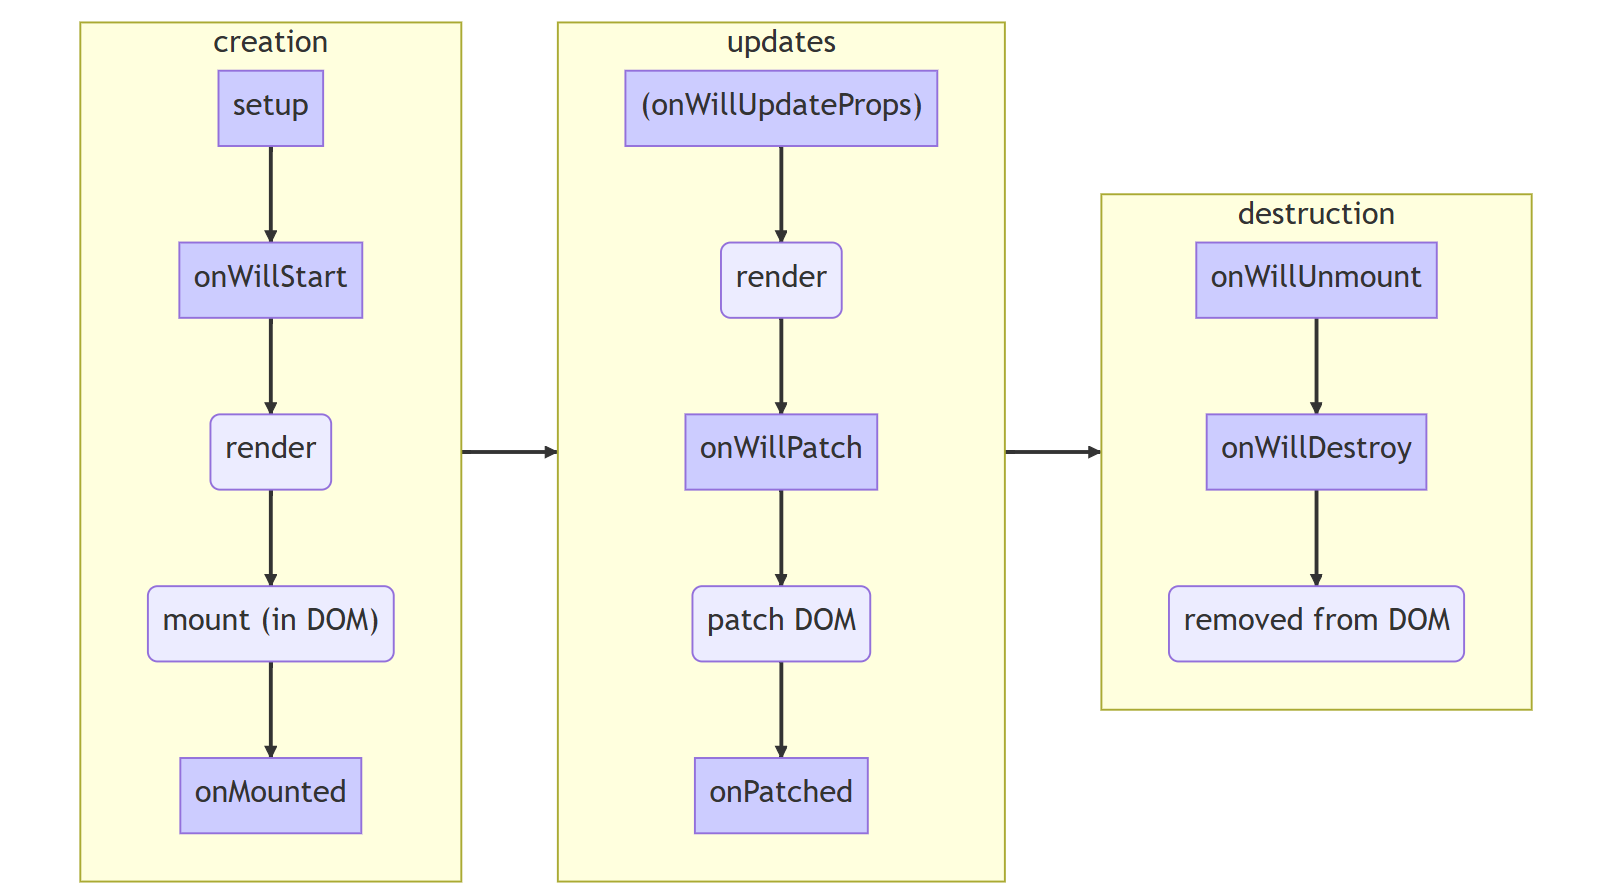 creation
setup
onWillStart
render
mount (in DOM)
onMounted
updates
(onWillUpdateProps)
render
onWillPatch
patch DOM
onPatched
destruction
onWillUnmount
onWillDestroy
removed from DOM